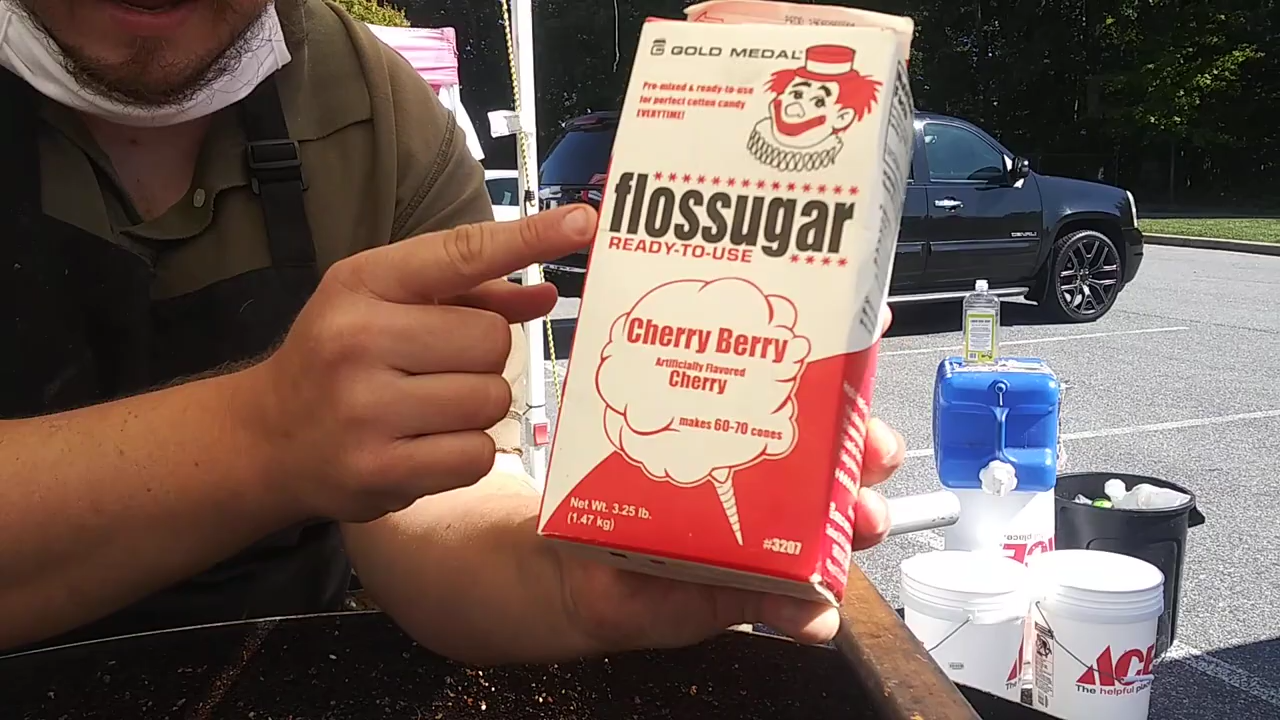 GOLD MEDAL
Pre-mixed & ready-to-use
for perfect cotton candy
EVERYTIME!
flossugar
READY-TO-USE
Cherry Berry
Artificially Flavored
Cherry
makes 60-70 cones
Net Wt. 3.25 lb.
(1.47 kg)
#3207
DENALI
ACE
The helpful place